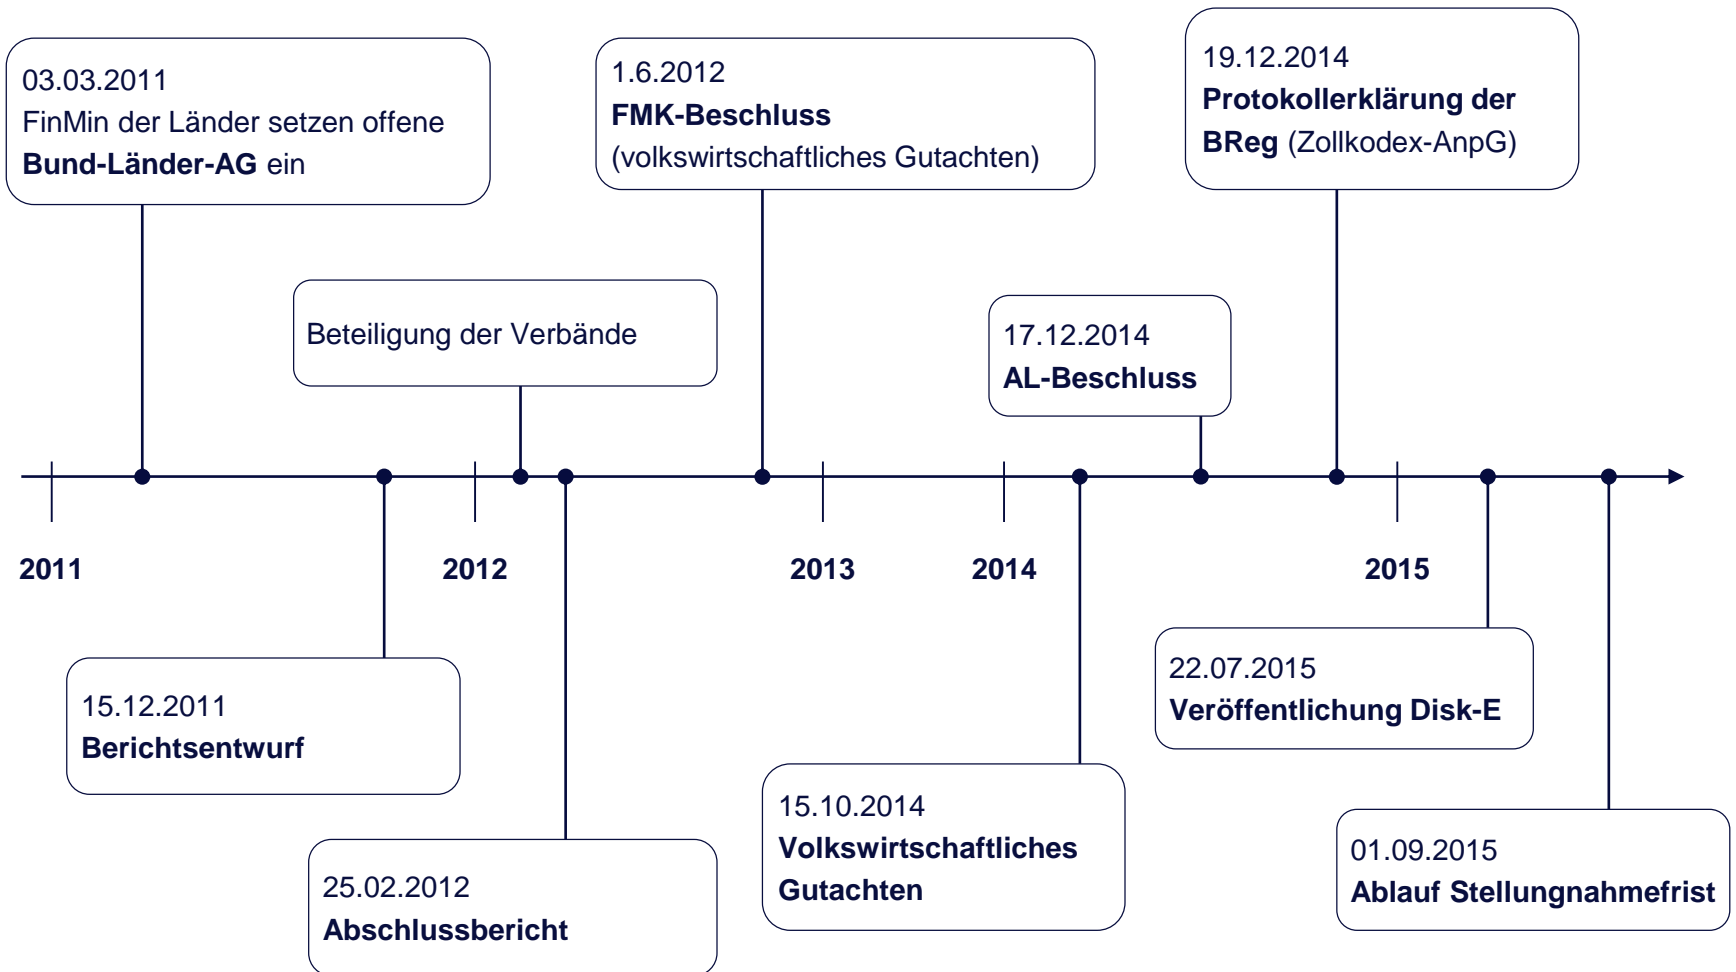 03.03.2011
FinMin der Länder setzen offene
Bund-Länder-AG ein
1.6.2012
FMK-Beschluss
(volkswirtschaftliches Gutachten)
19.12.2014
Protokollerklärung der
BReg (Zollkodex-AnpG)
Beteiligung der Verbände
17.12.2014
AL-Beschluss
2011
2012
2013
2014
2015
15.12.2011
Berichtsentwurf
25.02.2012
Abschlussbericht
15.10.2014
Volkswirtschaftliches
Gutachten
22.07.2015
Veröffentlichung Disk-E
01.09.2015
Ablauf Stellungnahmefrist